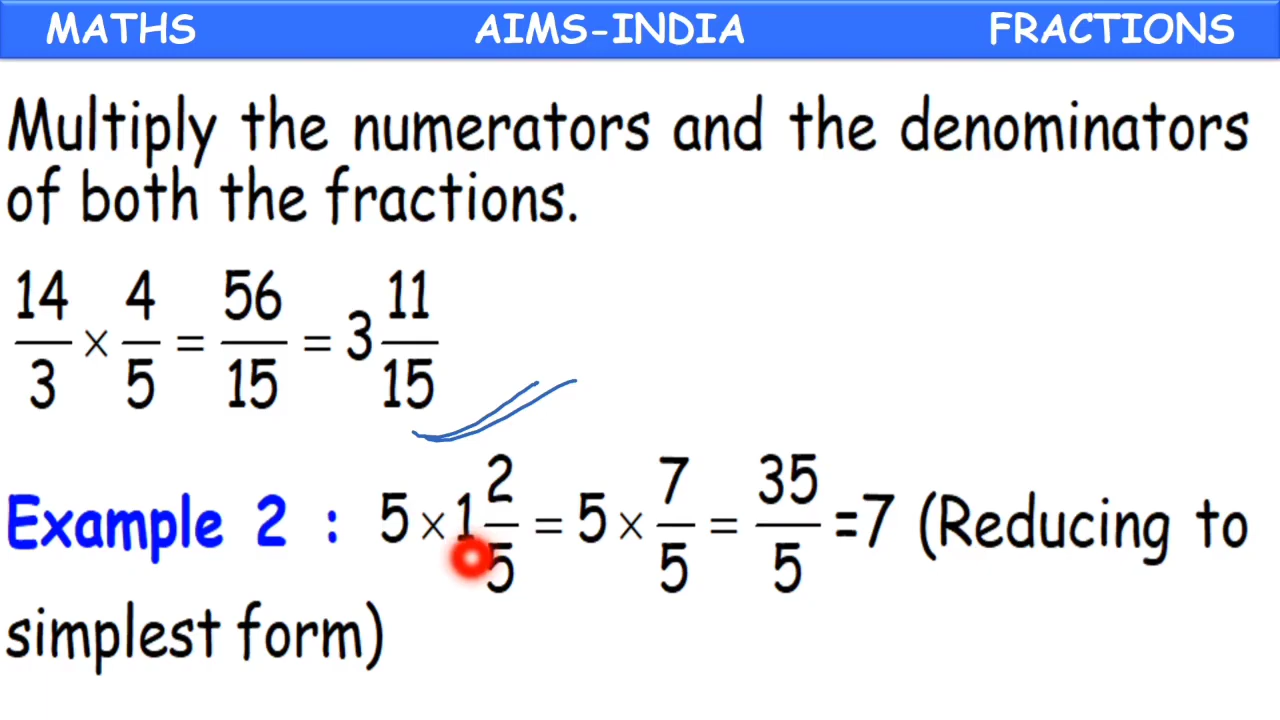 MATHS AIMS-INDIA FRACTIONS
Multiply the numerators and the denominators
of both the fractions.
14/3 × 4/5 = 56/15 = 3 11/15
Example 2 : 5 × 1 2/5 = 5 × 7/5 = 35/5 =7 (Reducing to
simplest form)